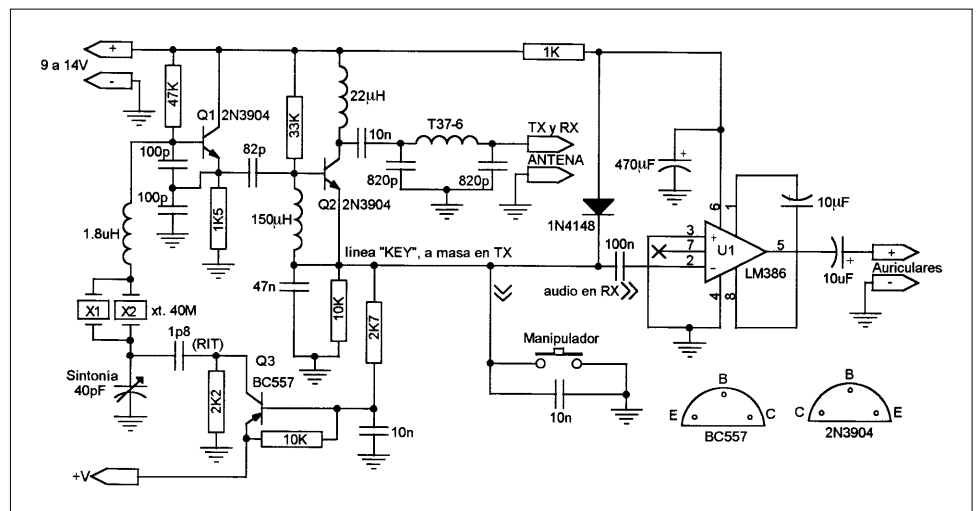 +
9 a 14V
-
47K
Q1
2N3904
100p
100p
1K5
82p
33K
22µH
10n
T37-6
TX y RX
ANTENA
820p
820p
Q2
2N3904
150µH
1.8uH
X1
X2
xt. 40M
1p8
(RIT)
Sintonía
40pF
2K2
Q3
BC557
10K
10n
+V
47n
10K
2K7
línea "KEY", a masa en TX
1K
1N4148
100n
audio en RX
Manipulador
10n
470µF
+
6
1
+
10µF
3
+
7
2
-
U1
5
LM386
4
8
10uF
+
+
Auriculares
-
B
E
C
BC557
B
C
E
2N3904